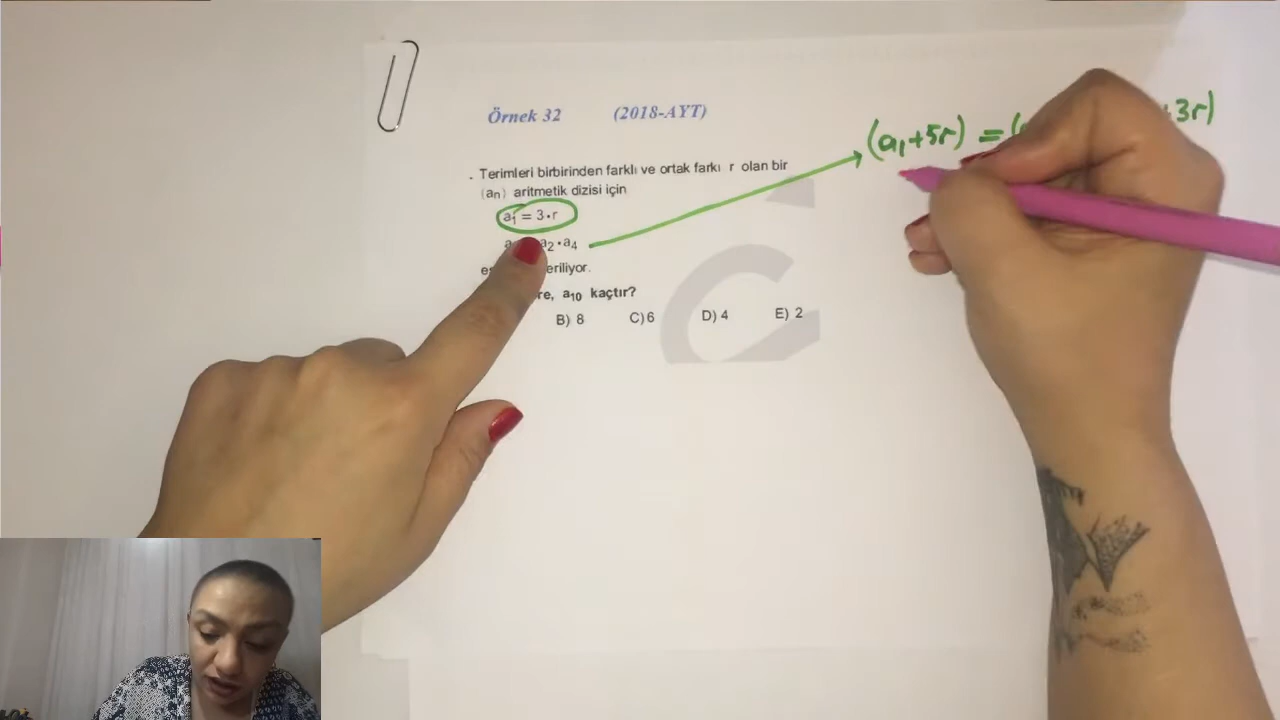 Örnek 32 (2018-AYT)
(a₁+5r) = ( +3r)
. Terimleri birbirinden farklı ve ortak farkı r olan bir
(aₙ) aritmetik dizisi için
a₁ = 3•r
a₂•a₄
eriliyor.
re, a₁₀ kaçtır?
B) 8 C) 6 D) 4 E) 2